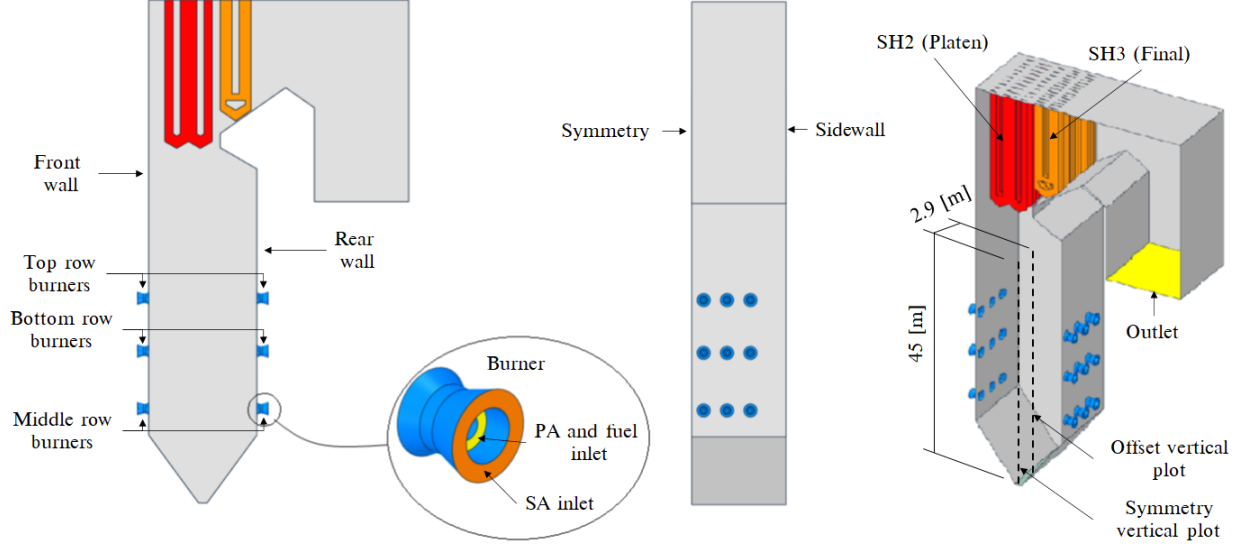 Front
wall
Rear
wall
Top row
burners
Bottom row
burners
Middle row
burners
Burner
PA and fuel
inlet
SA inlet
Symmetry
Sidewall
SH2 (Platen)
SH3 (Final)
2.9 [m]
45 [m]
Outlet
Offset vertical
plot
Symmetry
vertical plot